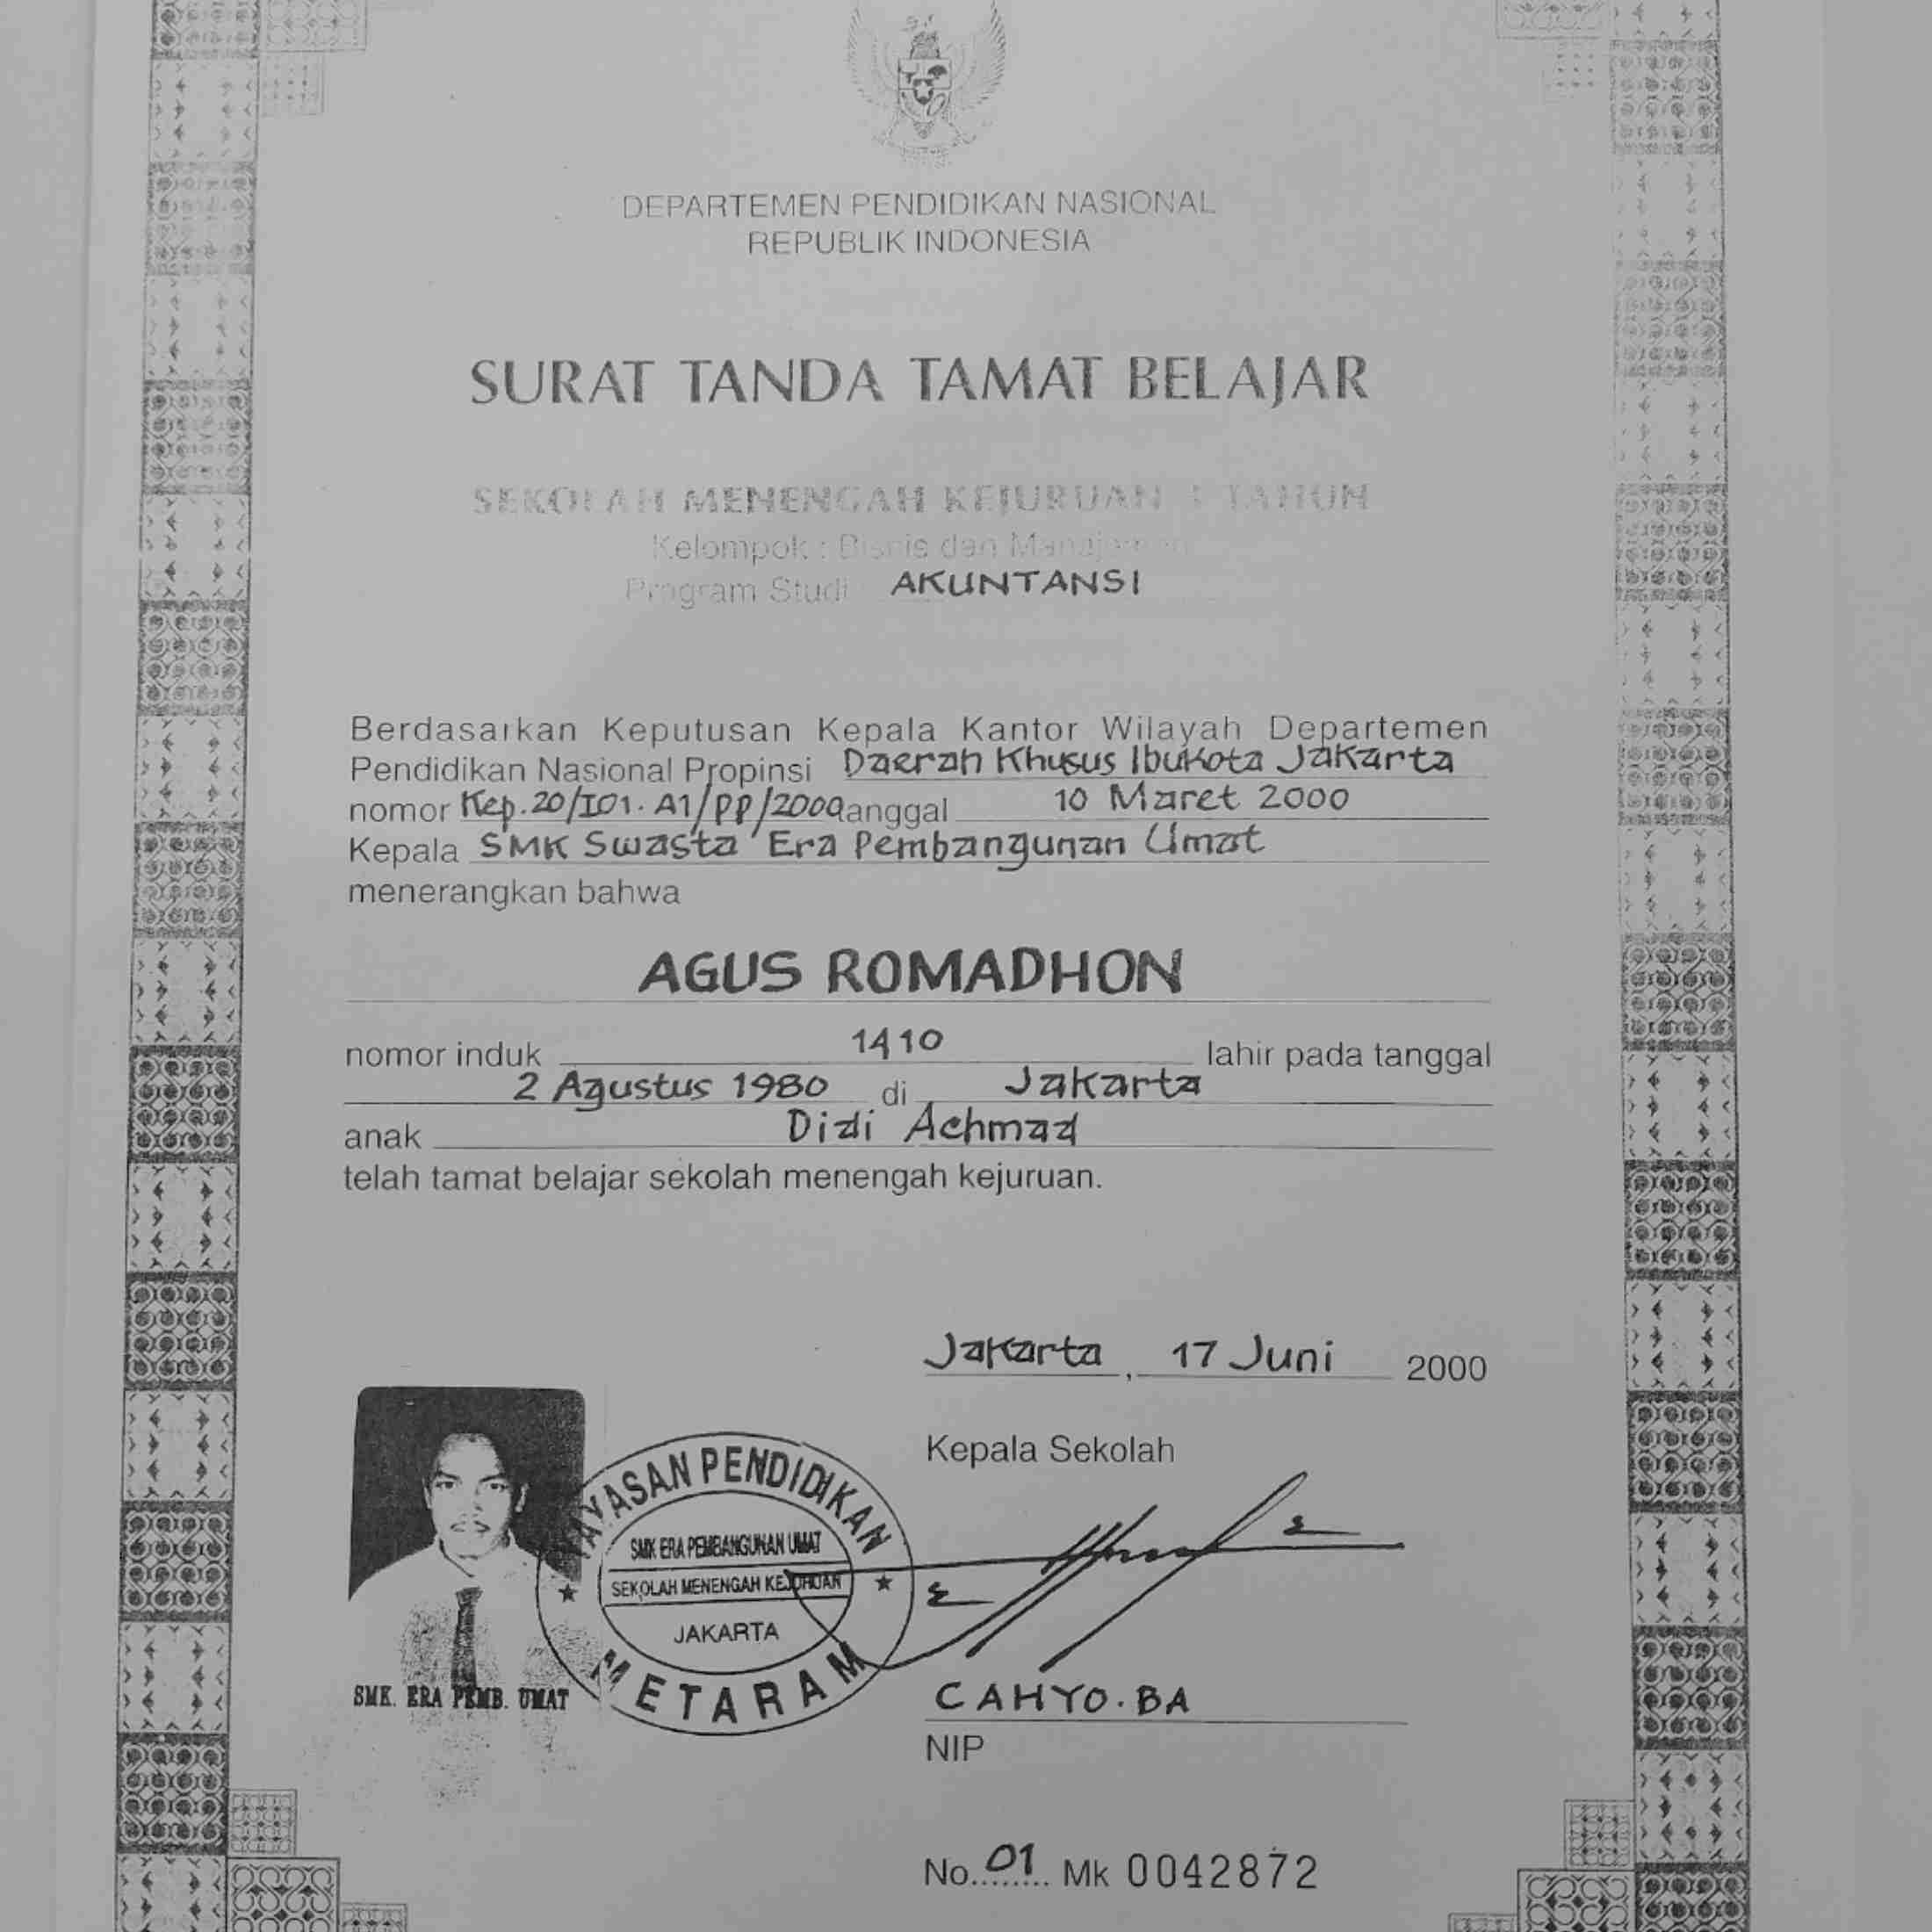 DEPARTEMEN PENDIDIKAN NASIONAL
REPUBLIK INDONESIA
SURAT TANDA TAMAT BELAJAR
SEKOLAH MENENGAH KEJURUAN TAHUN
Kelompok : Bisnis dan Manajemen
Program Studi AKUNTANSI
Berdasarkan Keputusan Kepala Kantor Wilayah Departemen
Pendidikan Nasional Propinsi Daerah Khusus Ibukota Jakarta
nomor Kep.20/I01.A1/PP/2000 tanggal 10 Maret 2000
Kepala SMK Swasta Era Pembangunan Umat
menerangkan bahwa
AGUS ROMADHON
nomor induk 1410 lahir pada tanggal
2 Agustus 1980 di Jakarta
anak Didi Achmad
telah tamat belajar sekolah menengah kejuruan.
Jakarta, 17 Juni 2000
Kepala Sekolah
YAYASAN PENDIDIKAN
SMK ERA PEMBANGUNAN UMAT
SEKOLAH MENENGAH KEJURUAN
JAKARTA
METARAM
SMK. ERA PEMB. UMAT
CAHYO.BA
NIP
No. 01 Mk 0042872